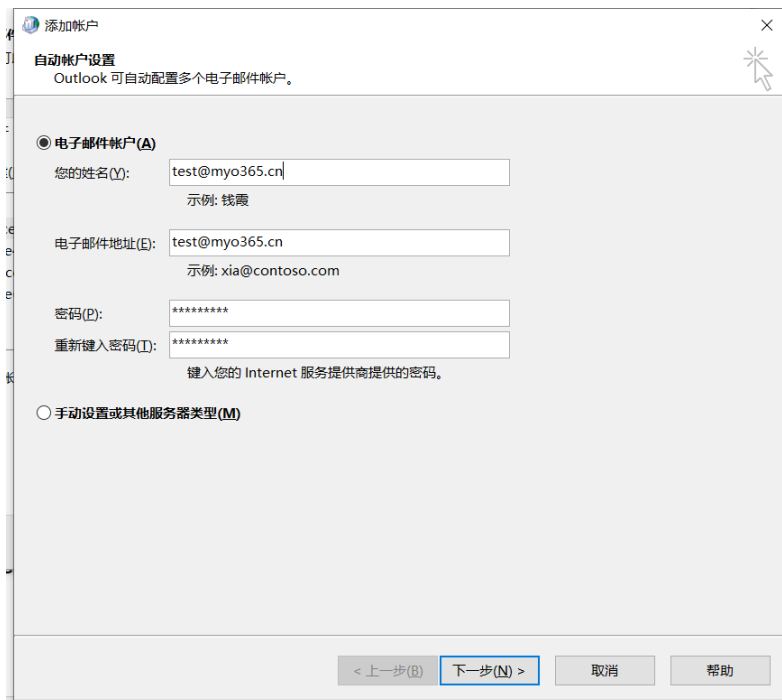 添加帐户
自动帐户设置
Outlook 可自动配置多个电子邮件帐户。
电子邮件帐户(A)
您的姓名(Y): test@myo365.cn
示例: 钱霞
电子邮件地址(E): test@myo365.cn
示例: xia@contoso.com
密码(P): *********
重新键入密码(T): *********
键入您的 Internet 服务提供商提供的密码。
手动设置或其他服务器类型(M)
< 上一步(B) 下一步(N) > 取消 帮助